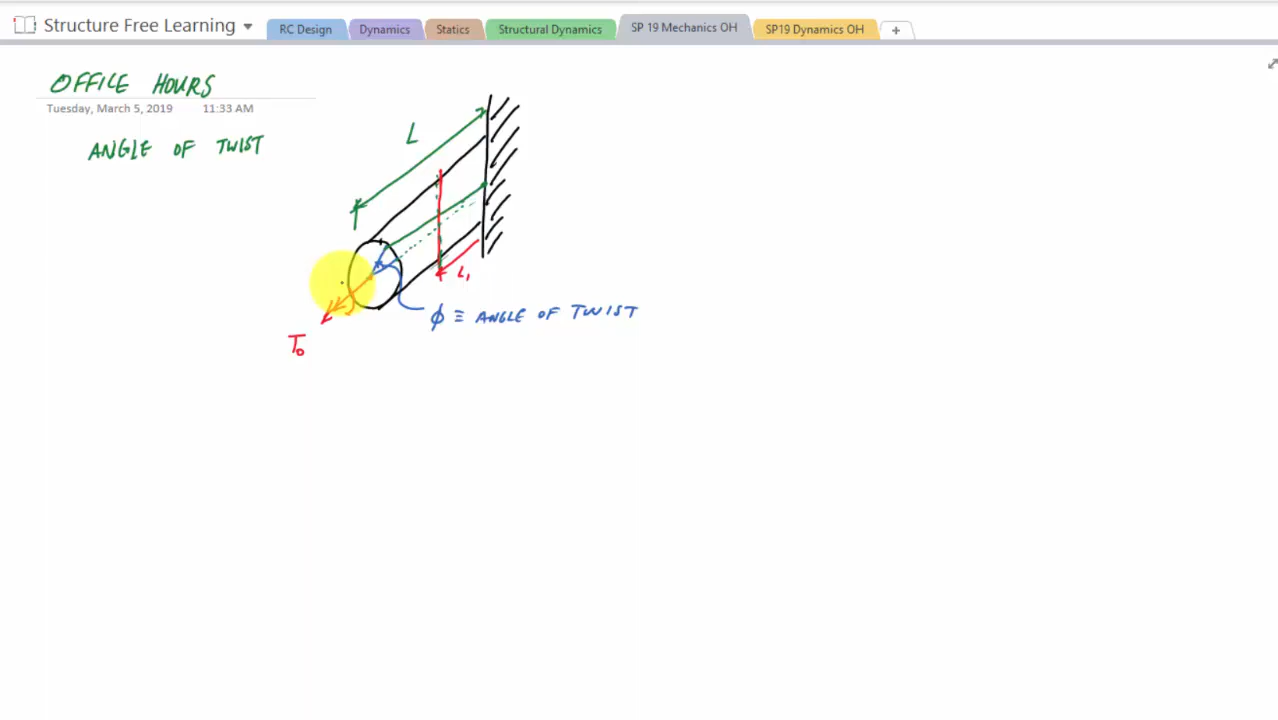 Structure Free Learning
RC Design
Dynamics
Statics
Structural Dynamics
SP 19 Mechanics OH
SP19 Dynamics OH
+
OFFICE HOURS
Tuesday, March 5, 2019 11:33 AM
ANGLE OF TWIST
L
L₁
ϕ ≡ ANGLE OF TWIST
T₀